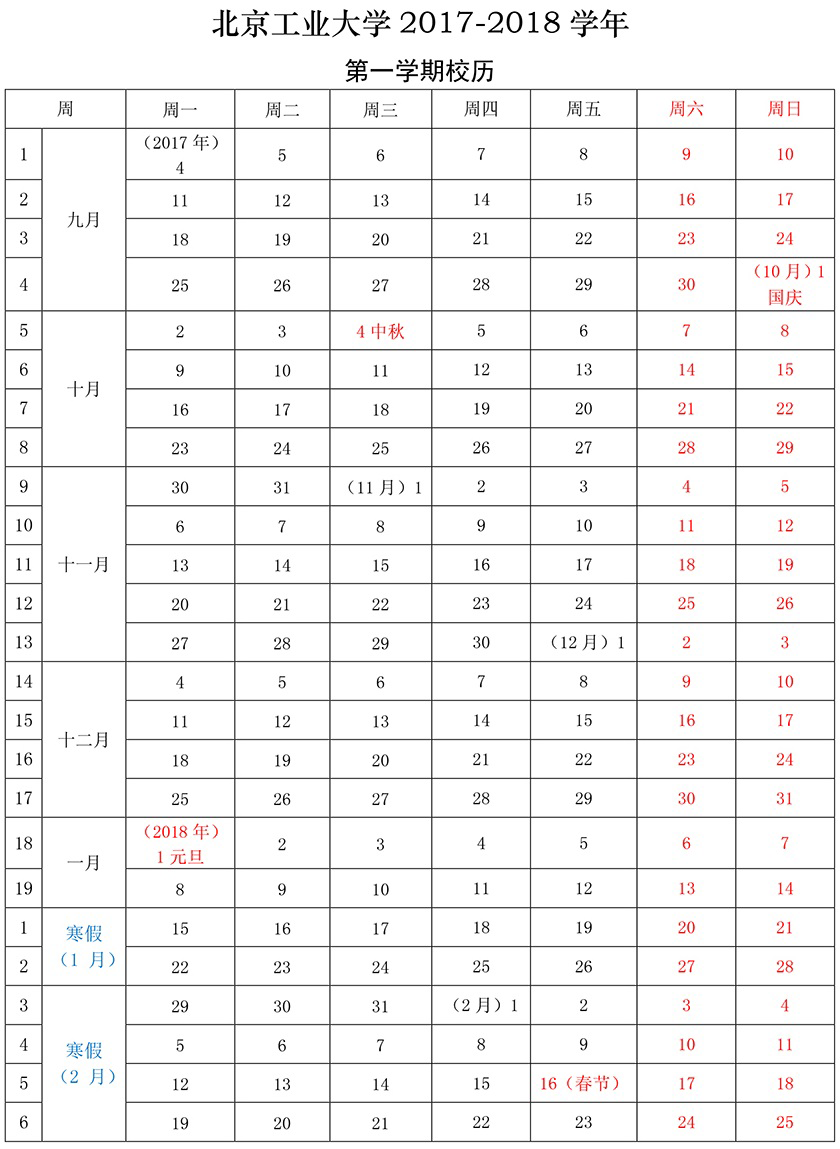 北京工业大学 2017-2018 学年
第一学期校历
周 周一 周二 周三 周四 周五 周六 周日
1 九月 (2017 年) 4 5 6 7 8 9 10
2 11 12 13 14 15 16 17
3 18 19 20 21 22 23 24
4 25 26 27 28 29 30 (10 月) 1 国庆
5 十月 2 3 4 中秋 5 6 7 8
6 9 10 11 12 13 14 15
7 16 17 18 19 20 21 22
8 23 24 25 26 27 28 29
9 十一月 30 31 (11 月) 1 2 3 4 5
10 6 7 8 9 10 11 12
11 13 14 15 16 17 18 19
12 20 21 22 23 24 25 26
13 27 28 29 30 (12 月) 1 2 3
14 十二月 4 5 6 7 8 9 10
15 11 12 13 14 15 16 17
16 18 19 20 21 22 23 24
17 25 26 27 28 29 30 31
18 一月 (2018 年) 1 元旦 2 3 4 5 6 7
19 8 9 10 11 12 13 14
1 寒假 (1 月) 15 16 17 18 19 20 21
2 22 23 24 25 26 27 28
3 寒假 (2 月) 29 30 31 (2 月) 1 2 3 4
4 5 6 7 8 9 10 11
5 12 13 14 15 16 (春节) 17 18
6 19 20 21 22 23 24 25